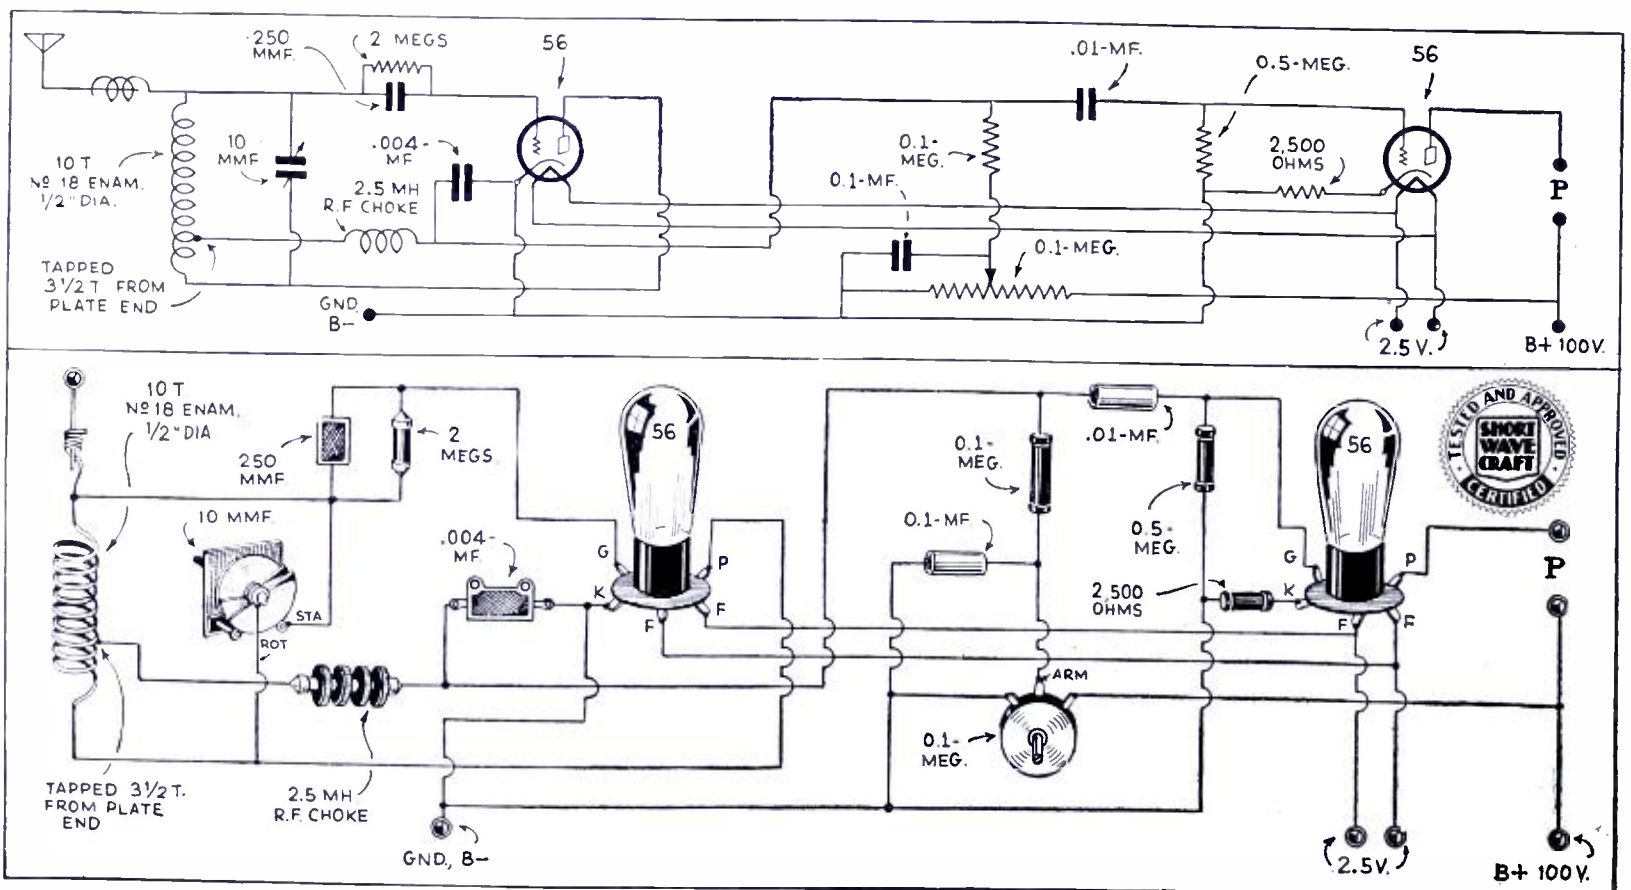 .250
MMF.
2 MEGS
56
.01-MF.
0.5-MEG.
56
10 T
Nº 18 ENAM.
1/2" DIA.
10
MMF
.004-
MF
2.5 MH
R.F CHOKE
0.1-
MEG.
0.1-MF.
2,500
OHMS
P
0.1-MEG.
TAPPED
3 1/2 T FROM
PLATE END
GND.
B-
2.5 V.
B+ 100V.
10 T.
Nº 18 ENAM.
1/2" DIA
250
MMF
2
MEGS.
56
0.1-
MEG.
.01-MF.
56
TESTED AND APPROVED
SHORT
WAVE
CRAFT
CERTIFIED
10 MMF.
.004-
MF.
0.1-MF
0.5-
MEG.
G
P
K
F
F
2,500
OHMS
G
P
K
F
F
P
STA
ROT
ARM
0.1-
MEG.
TAPPED 3 1/2 T.
FROM PLATE
END
2.5 MH
R.F. CHOKE
GND., B-
2.5V.
B+ 100 V.